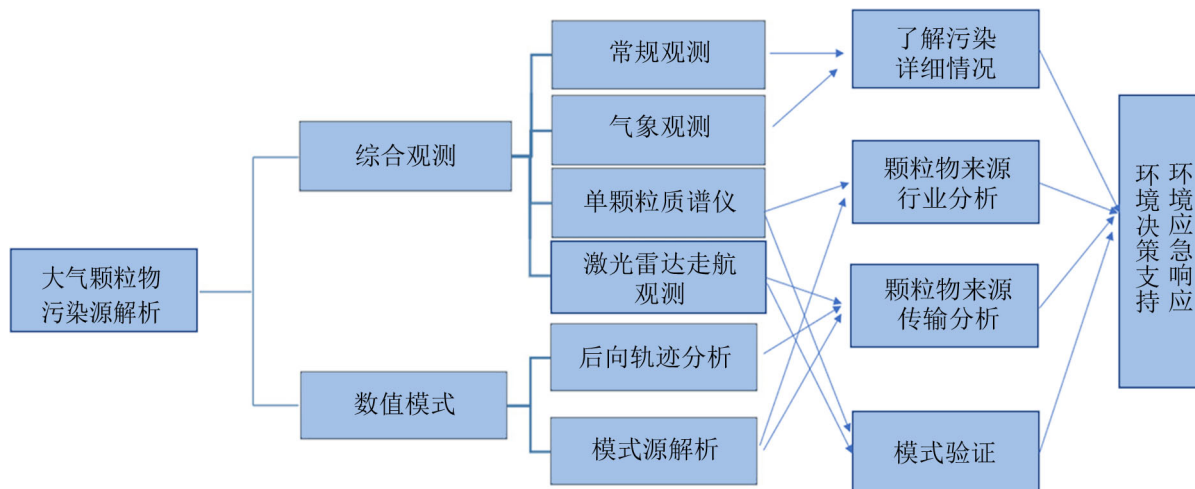 大气颗粒物
污染源解析
综合观测
数值模式
常规观测
气象观测
单颗粒质谱仪
激光雷达走航
观测
后向轨迹分析
模式源解析
了解污染
详细情况
颗粒物来源
行业分析
颗粒物来源
传输分析
模式验证
环境应急响应
环境决策支持